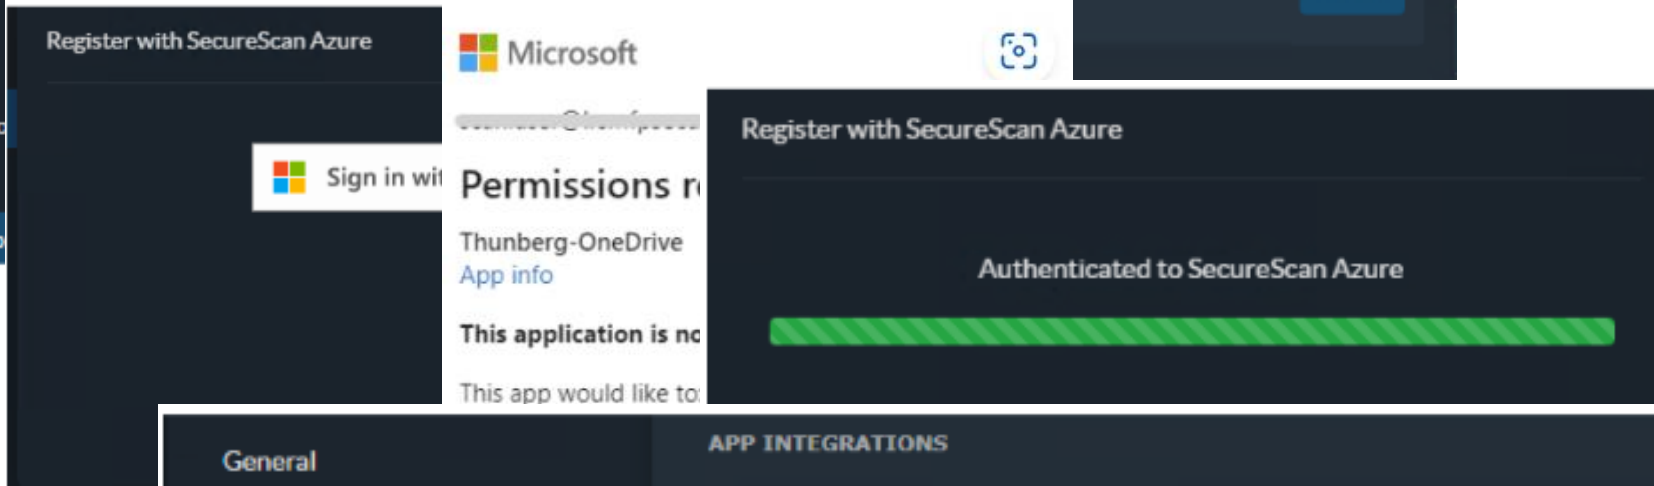 Register with SecureScan Azure
Sign in wit
Microsoft
Permissions r
Thunberg-OneDrive
App info
This application is no
This app would like to:
Register with SecureScan Azure
Authenticated to SecureScan Azure
General
APP INTEGRATIONS